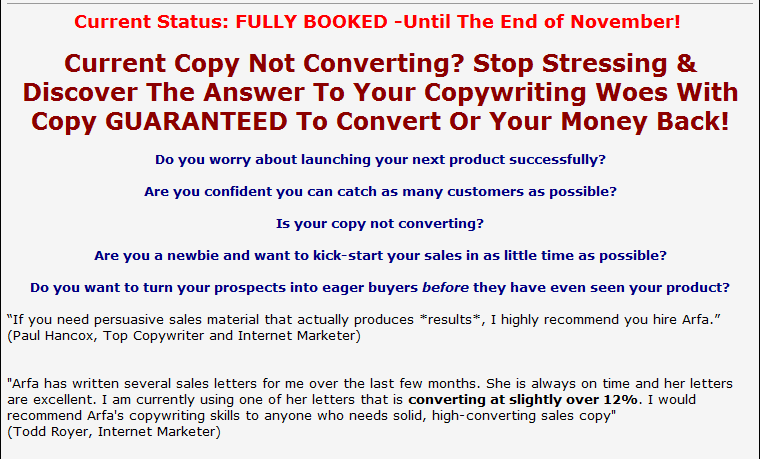 Current Status: FULLY BOOKED -Until The End of November!
Current Copy Not Converting? Stop Stressing &
Discover The Answer To Your Copywriting Woes With
Copy GUARANTEED To Convert Or Your Money Back!
Do you worry about launching your next product successfully?
Are you confident you can catch as many customers as possible?
Is your copy not converting?
Are you a newbie and want to kick-start your sales in as little time as possible?
Do you want to turn your prospects into eager buyers before they have even seen your product?
“If you need persuasive sales material that actually produces *results*, I highly recommend you hire Arfa.”
(Paul Hancox, Top Copywriter and Internet Marketer)
"Arfa has written several sales letters for me over the last few months. She is always on time and her letters
are excellent. I am currently using one of her letters that is converting at slightly over 12%. I would
recommend Arfa's copywriting skills to anyone who needs solid, high-converting sales copy"
(Todd Royer, Internet Marketer)